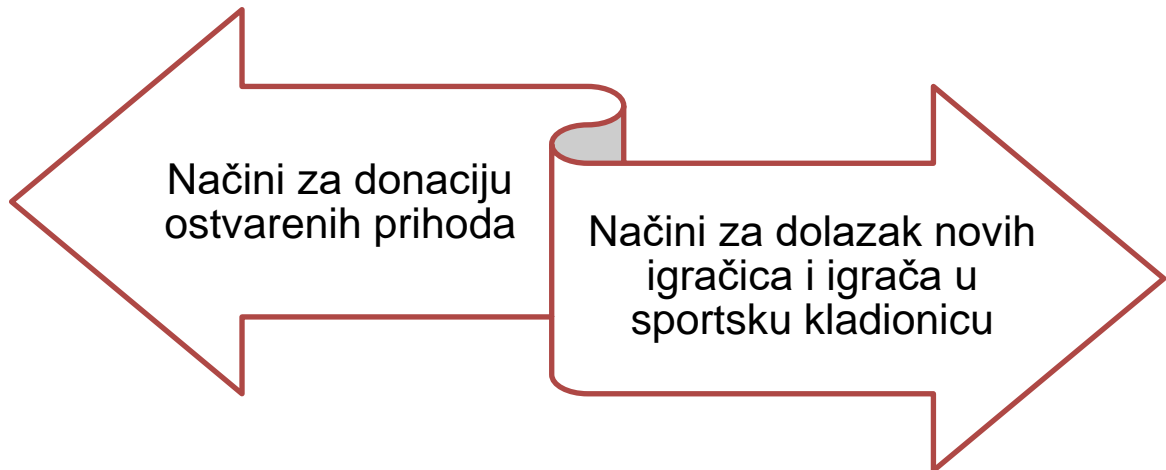 Načini za donaciju
ostvarenih prihoda
Načini za dolazak novih
igračica i igrača u
sportsku kladionicu